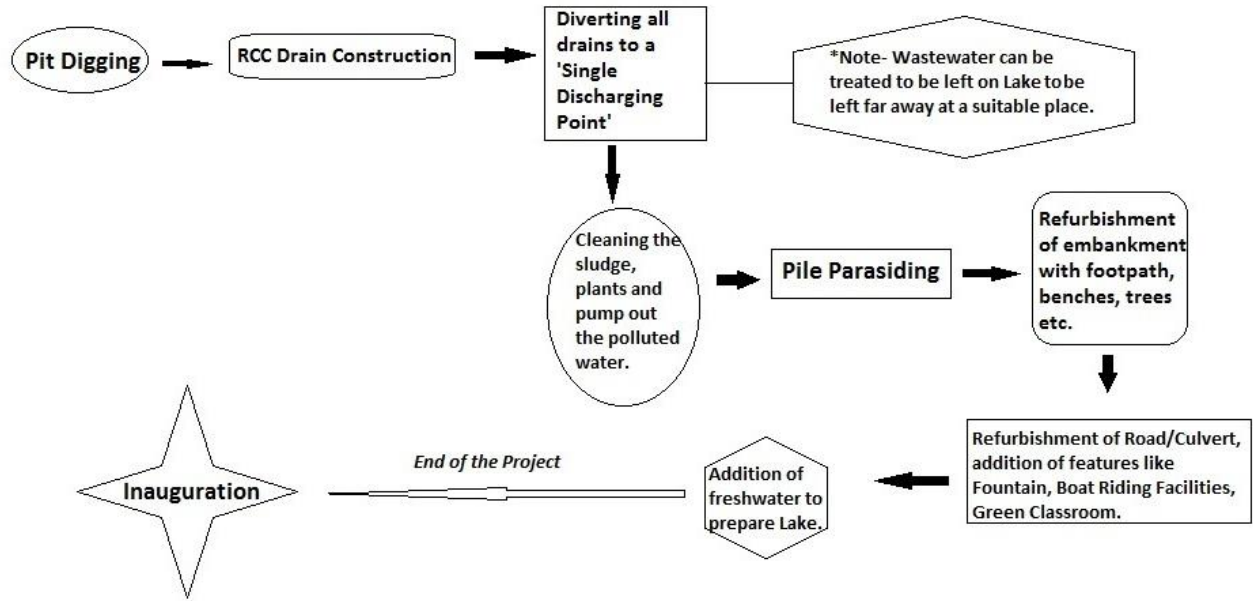 Pit Digging
RCC Drain Construction
Diverting all
drains to a
'Single
Discharging
Point'
*Note- Wastewater can be
treated to be left on Lake to be
left far away at a suitable place.
Cleaning the
sludge,
plants and
pump out
the polluted
water.
Pile Parasiding
Refurbishment
of embankment
with footpath,
benches, trees
etc.
Refurbishment of Road/Culvert,
addition of features like
Fountain, Boat Riding Facilities,
Green Classroom.
Addition of
freshwater to
prepare Lake.
End of the Project
Inauguration